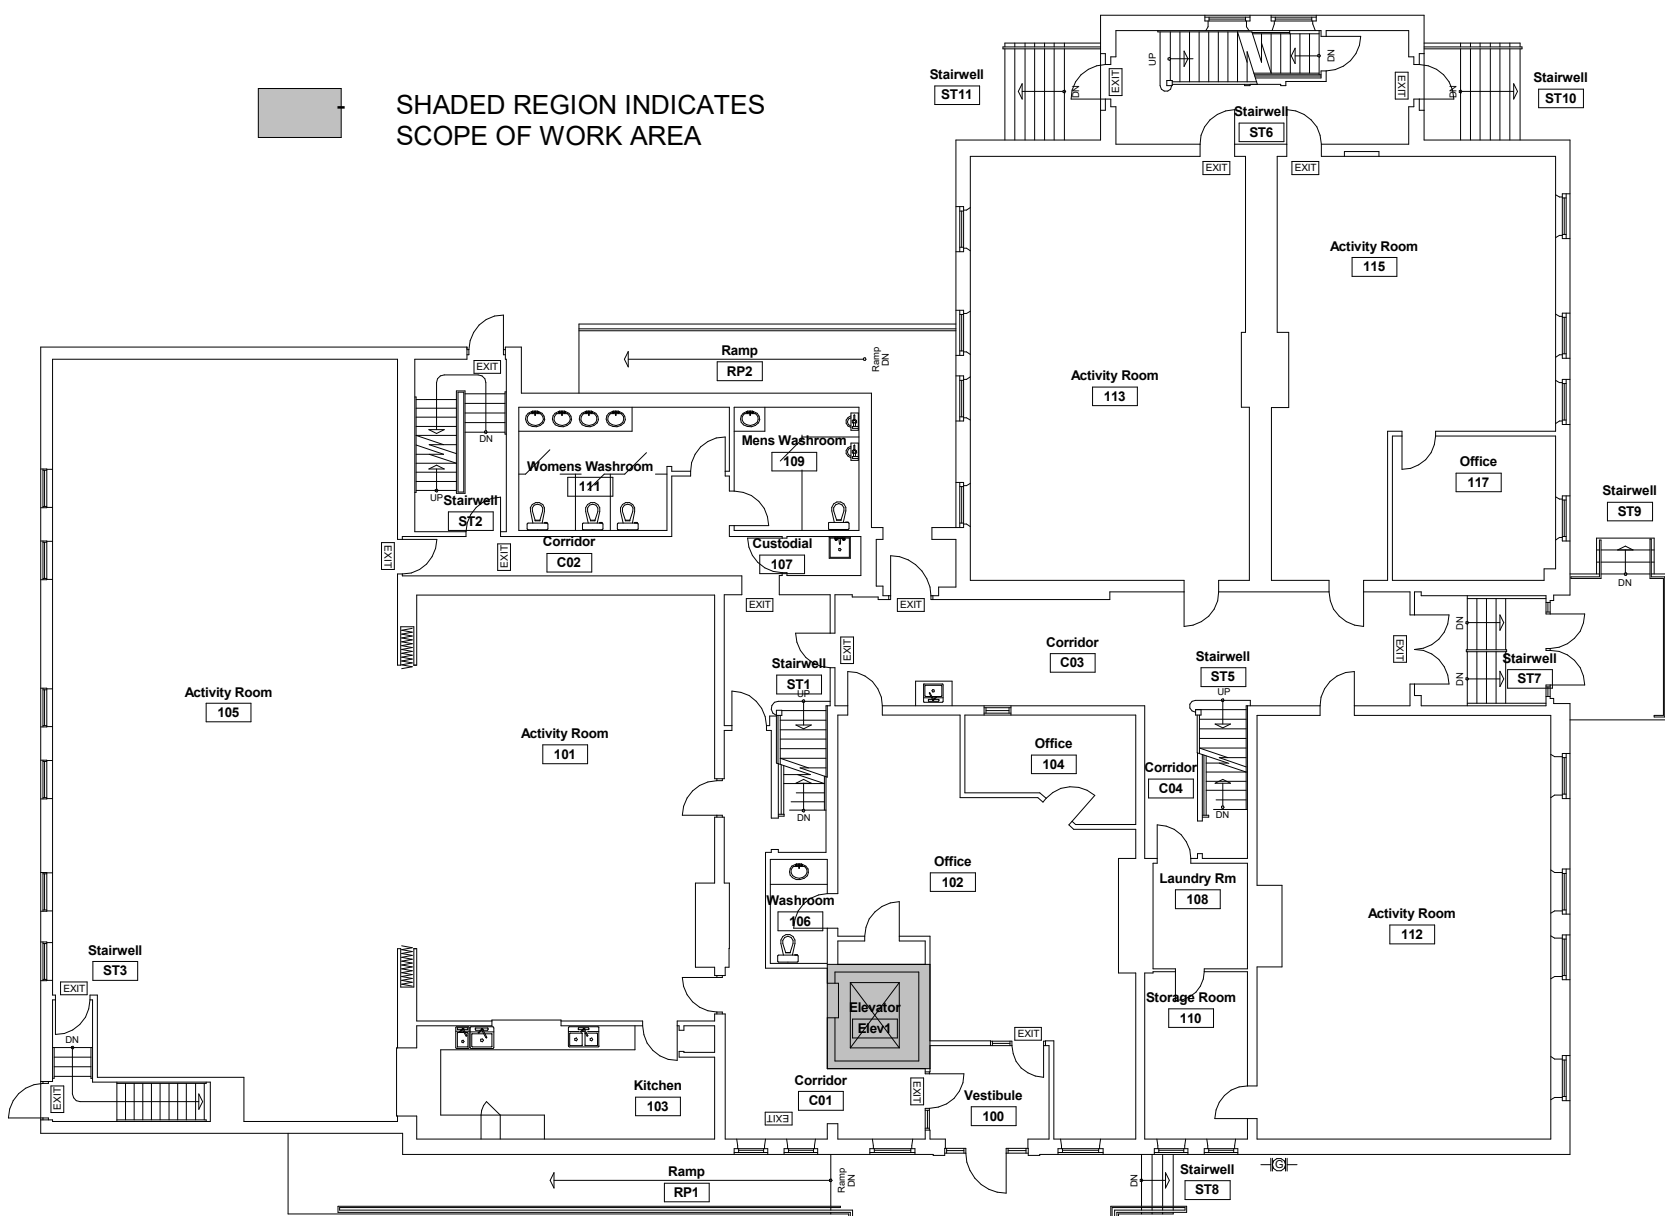 SHADED REGION INDICATES
SCOPE OF WORK AREA
Stairwell
ST11
DN
EXIT
UP
DN
EXIT
DN
Stairwell
ST10
Stairwell
ST6
EXIT
EXIT
Activity Room
115
Ramp
RP2
Ramp
DN
Activity Room
113
EXIT
DN
UP
Stairwell
ST2
Womens Washroom
111
Mens Washroom
109
Office
117
Stairwell
ST9
DN
EXIT
EXIT
Corridor
C02
Custodial
107
EXIT
EXIT
EXIT
Corridor
C03
Stairwell
ST5
UP
EXIT
DN
DN
Stairwell
ST7
Stairwell
ST1
UP
Activity Room
105
Activity Room
101
Office
104
Corridor
C04
DN
DN
Office
102
Laundry Rm
108
Washroom
106
Activity Room
112
Stairwell
ST3
EXIT
Elevator
Elev1
Storage Room
110
EXIT
DN
EXIT
Kitchen
103
Corridor
C01
EXIT
EXIT
Vestibule
100
Ramp
RP1
Ramp
DN
DN
Stairwell
ST8
G